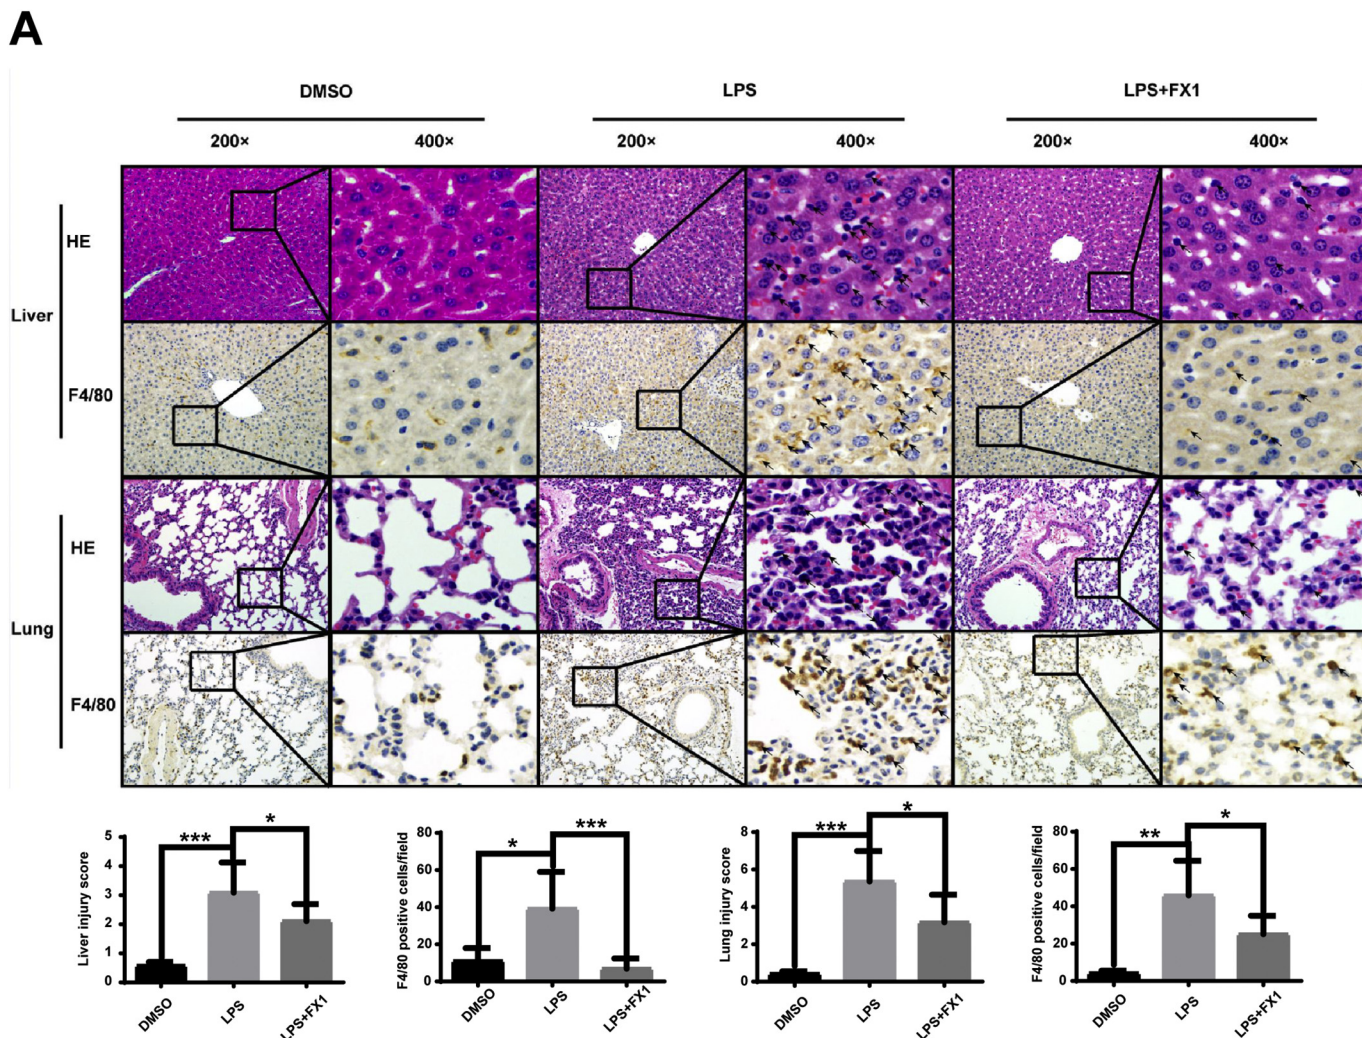 A
DMSO LPS LPS+FX1
200× 400× 200× 400× 200× 400×
Liver
HE
F4/80
Lung
HE
F4/80
Liver injury score
5
4
3
2
1
0
*** *
DMSO LPS LPS+FX1
F4/80 positive cells/field
80
60
40
20
0
* ***
DMSO LPS LPS+FX1
Lung injury score
8
6
4
2
0
*** *
DMSO LPS LPS+FX1
F4/80 positive cells/field
80
60
40
20
0
** *
DMSO LPS LPS+FX1